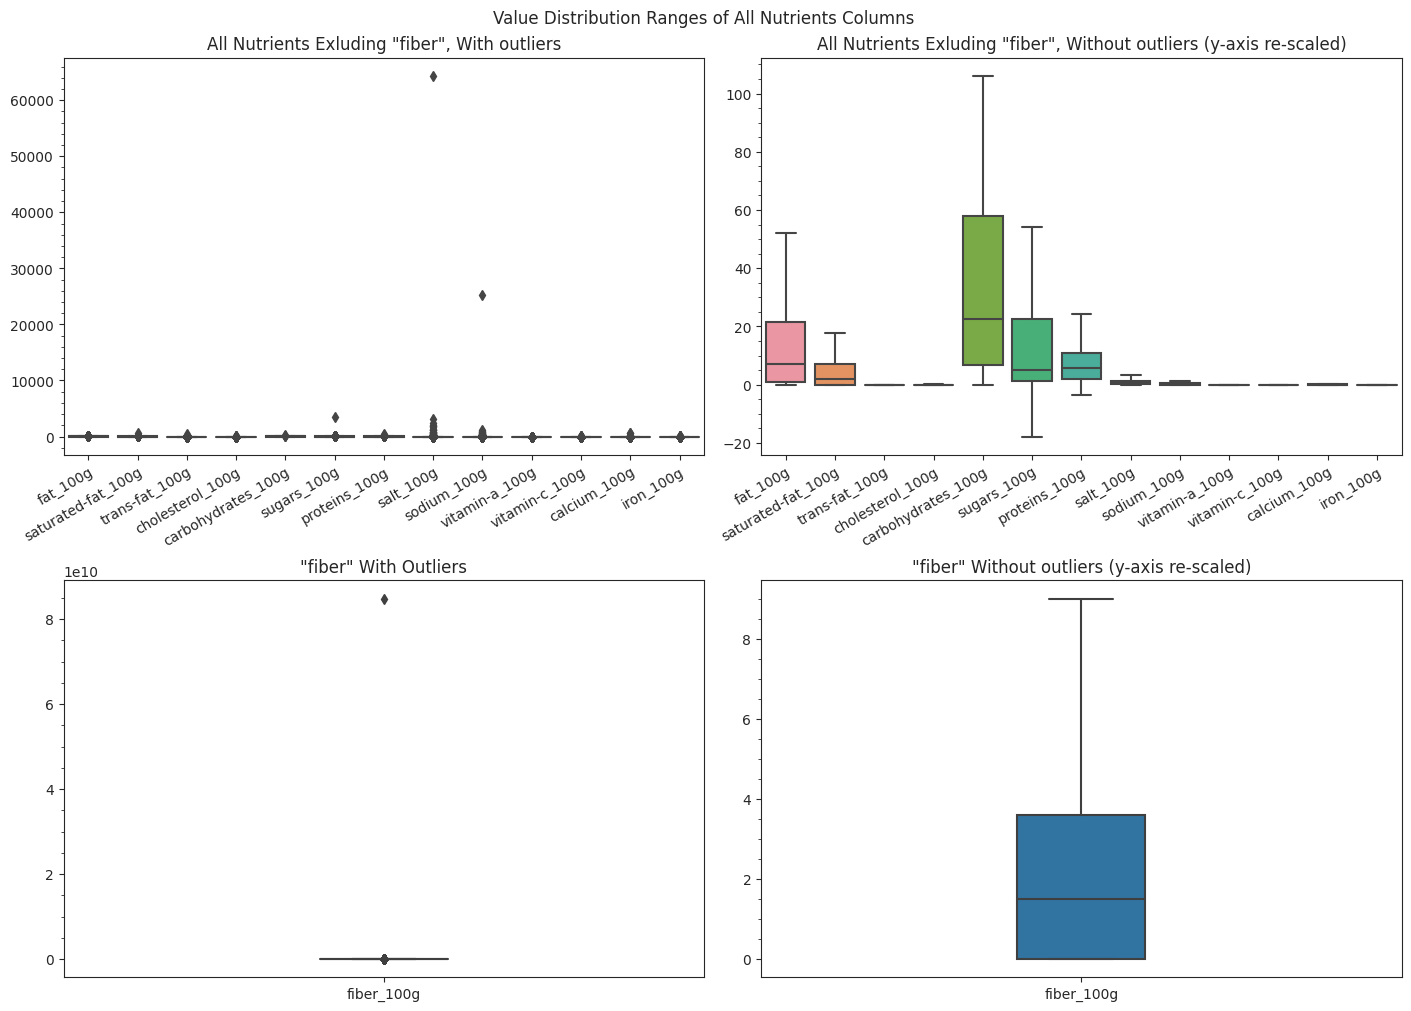 Value Distribution Ranges of All Nutrients Columns
All Nutrients Exluding "fiber", With outliers
60000
50000
40000
30000
20000
10000
0
fat_100g
saturated-fat_100g
trans-fat_100g
cholesterol_100g
carbohydrates_100g
sugars_100g
proteins_100g
salt_100g
sodium_100g
vitamin-a_100g
vitamin-c_100g
calcium_100g
iron_100g
All Nutrients Exluding "fiber", Without outliers (y-axis re-scaled)
100
80
60
40
20
0
−20
fat_100g
saturated-fat_100g
trans-fat_100g
cholesterol_100g
carbohydrates_100g
sugars_100g
proteins_100g
salt_100g
sodium_100g
vitamin-a_100g
vitamin-c_100g
calcium_100g
iron_100g
"fiber" With Outliers
1e10
8
6
4
2
0
fiber_100g
"fiber" Without outliers (y-axis re-scaled)
8
6
4
2
0
fiber_100g